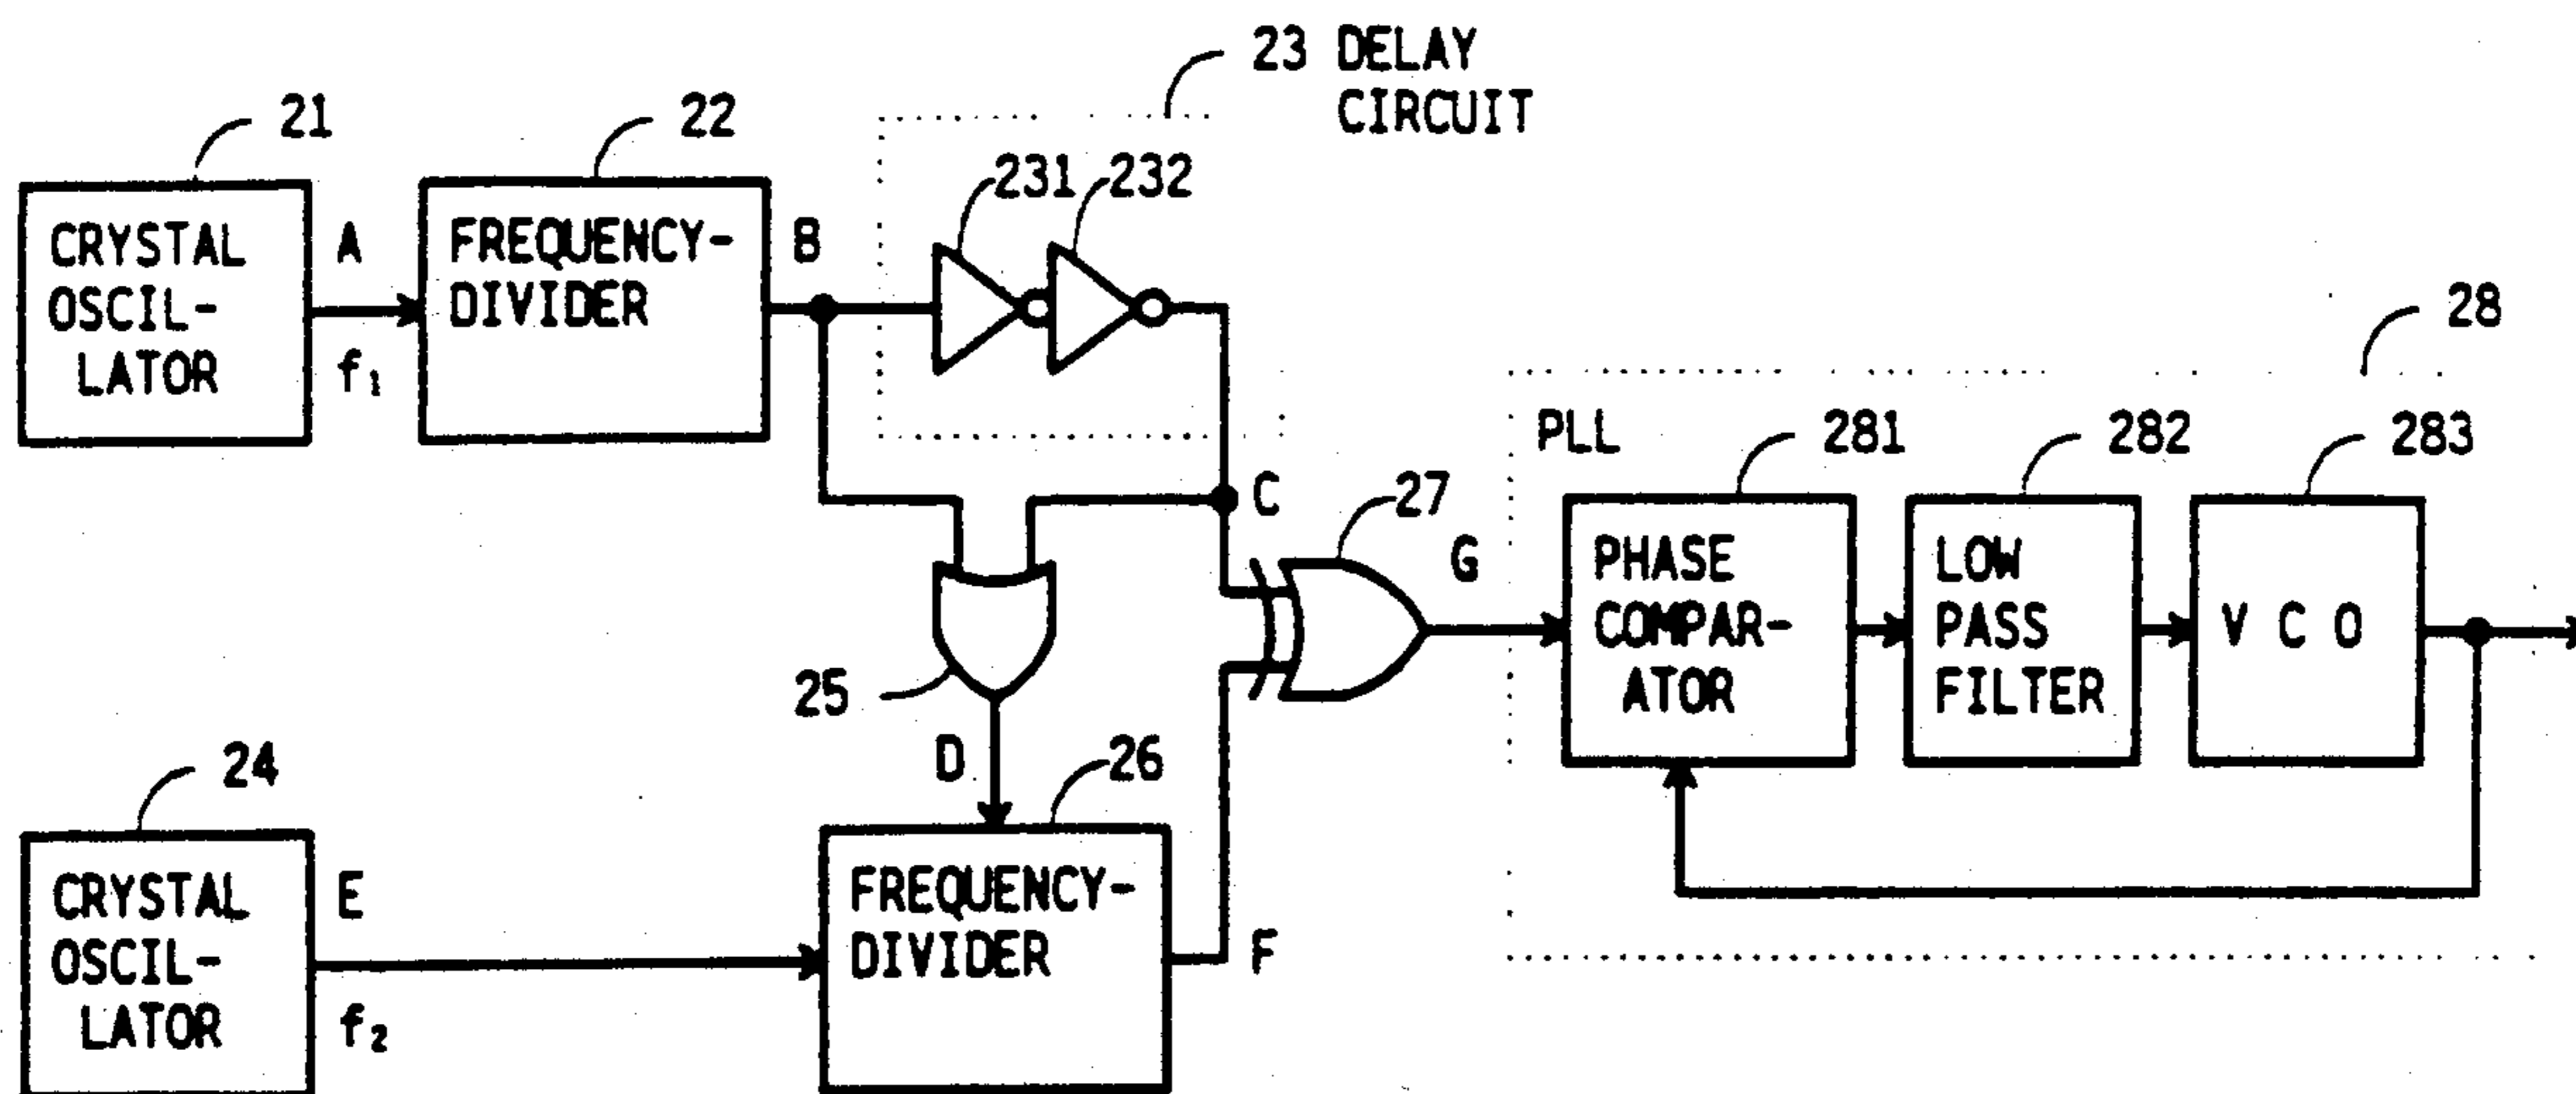 23 DELAY
CIRCUIT
21
22
231
232
CRYSTAL
OSCIL-
LATOR
A
f₁
FREQUENCY-
DIVIDER
B
28
PLL
281
282
283
C
27
G
PHASE
COMPAR-
ATOR
LOW
PASS
FILTER
V C O
25
D
24
26
CRYSTAL
OSCIL-
LATOR
E
f₂
FREQUENCY-
DIVIDER
F